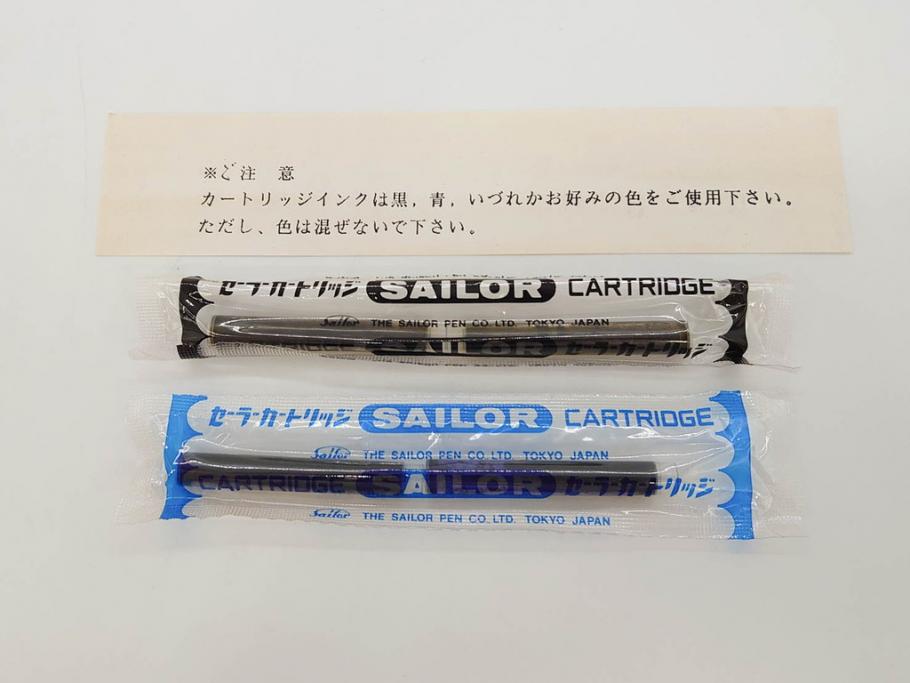 ※ご注　意
カートリッジインクは黒，青，いづれかお好みの色をご使用下さい。
ただし、色は混ぜないで下さい。
セーラーカートリッジ SAILOR CARTRIDGE
Sailor THE SAILOR PEN CO. LTD. TOKYO JAPAN
CARTRIDGE SAILOR セーラーカートリッジ
セーラーカートリッジ SAILOR CARTRIDGE
Sailor THE SAILOR PEN CO. LTD. TOKYO JAPAN
CARTRIDGE SAILOR セーラーカートリッジ
Sailor THE SAILOR PEN CO. LTD. TOKYO JAPAN